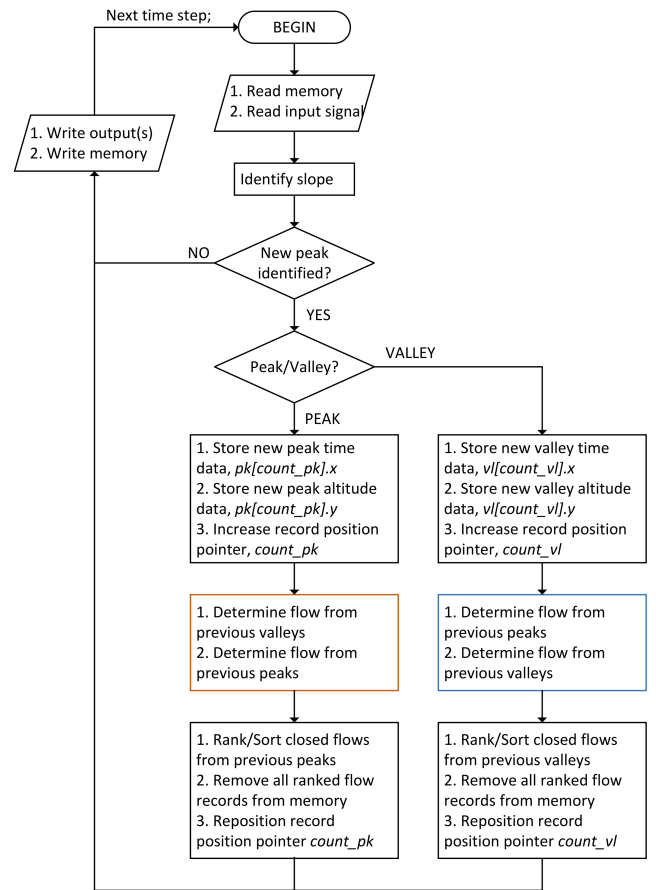 Next time step;
BEGIN
1. Read memory
2. Read input signal
1. Write output(s)
2. Write memory
Identify slope
NO
New peak
identified?
YES
Peak/Valley?
VALLEY
PEAK
1. Store new peak time
data, pk[count_pk].x
2. Store new peak altitude
data, pk[count_pk].y
3. Increase record position
pointer, count_pk
1. Store new valley time
data, vl[count_vl].x
2. Store new valley altitude
data, vl[count_vl].y
3. Increase record position
pointer, count_vl
1. Determine flow from
previous valleys
2. Determine flow from
previous peaks
1. Determine flow from
previous peaks
2. Determine flow from
previous valleys
1. Rank/Sort closed flows
from previous peaks
2. Remove all ranked flow
records from memory
3. Reposition record
position pointer count_pk
1. Rank/Sort closed flows
from previous valleys
2. Remove all ranked flow
records from memory
3. Reposition record
position pointer count_vl